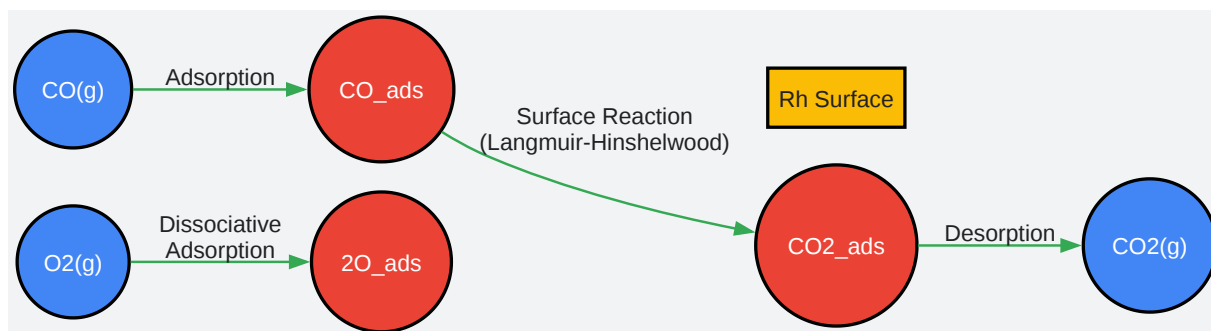 CO(g)
Adsorption
CO_ads
Surface Reaction
(Langmuir-Hinshelwood)
Rh Surface
O2(g)
Dissociative
Adsorption
2O_ads
CO2_ads
Desorption
CO2(g)